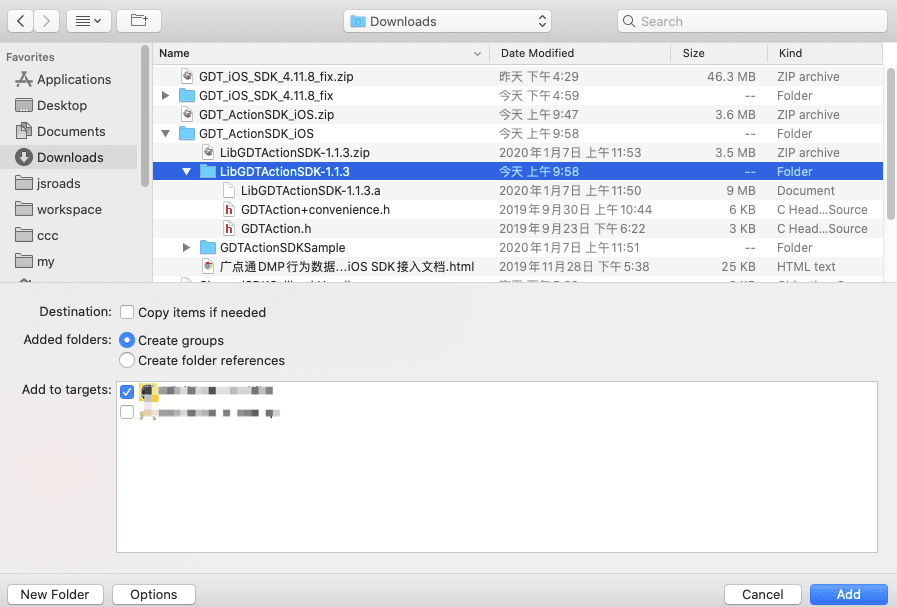 Downloads
Search
Favorites
Applications
Desktop
Documents
Downloads
jsroads
workspace
ccc
my
Name Date Modified Size Kind
GDT_iOS_SDK_4.11.8_fix.zip 昨天 下午4:29 46.3 MB ZIP archive
GDT_iOS_SDK_4.11.8_fix 今天 下午4:59 -- Folder
GDT_ActionSDK_iOS.zip 今天 上午9:47 3.6 MB ZIP archive
GDT_ActionSDK_iOS 今天 上午9:58 -- Folder
LibGDTActionSDK-1.1.3.zip 2020年1月7日 上午11:53 3.5 MB ZIP archive
LibGDTActionSDK-1.1.3 今天 上午9:58 -- Folder
LibGDTActionSDK-1.1.3.a 2020年1月7日 上午11:50 9 MB Document
GDTAction+convenience.h 2019年9月30日 上午10:44 6 KB C Head...Source
GDTAction.h 2019年9月23日 下午6:22 3 KB C Head...Source
GDTActionSDKSample 2020年1月7日 上午11:51 -- Folder
广点通DMP行为数据...iOS SDK接入文档.html 2019年11月28日 下午5:38 25 KB HTML text
Destination: Copy items if needed
Added folders: Create groups
Create folder references
Add to targets:
New Folder Options Cancel Add